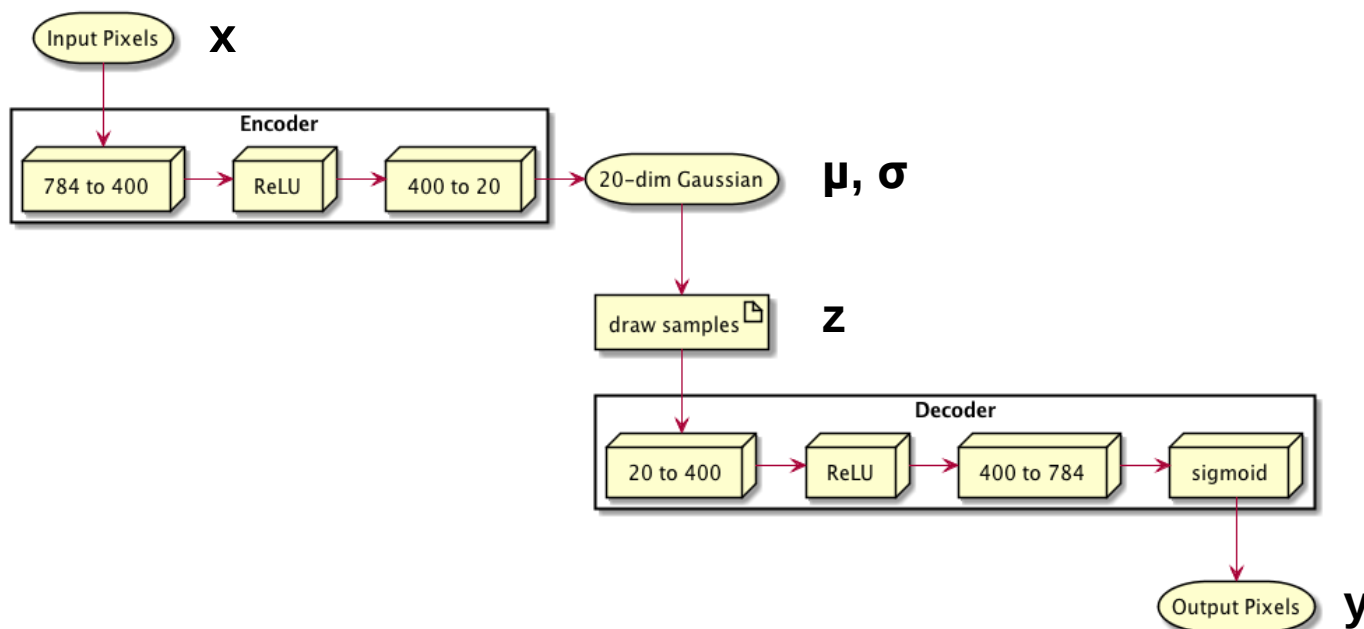 Input Pixels
x
Encoder
784 to 400
ReLU
400 to 20
20-dim Gaussian
μ, σ
draw samples
z
Decoder
20 to 400
ReLU
400 to 784
sigmoid
Output Pixels
y